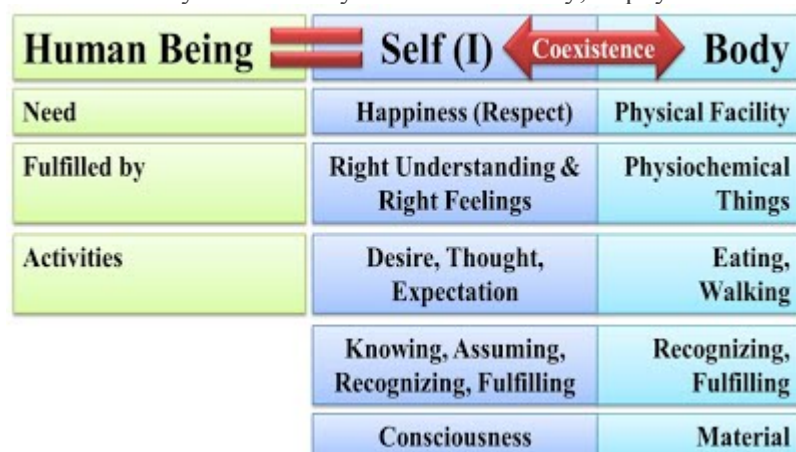 Human Being = Self (I) Coexistence Body
Need Happiness (Respect) Physical Facility
Fulfilled by Right Understanding & Physiochemical
Right Feelings Things
Activities Desire, Thought, Eating,
Expectation Walking
Knowing, Assuming, Recognizing,
Recognizing, Fulfilling Fulfilling
Consciousness Material